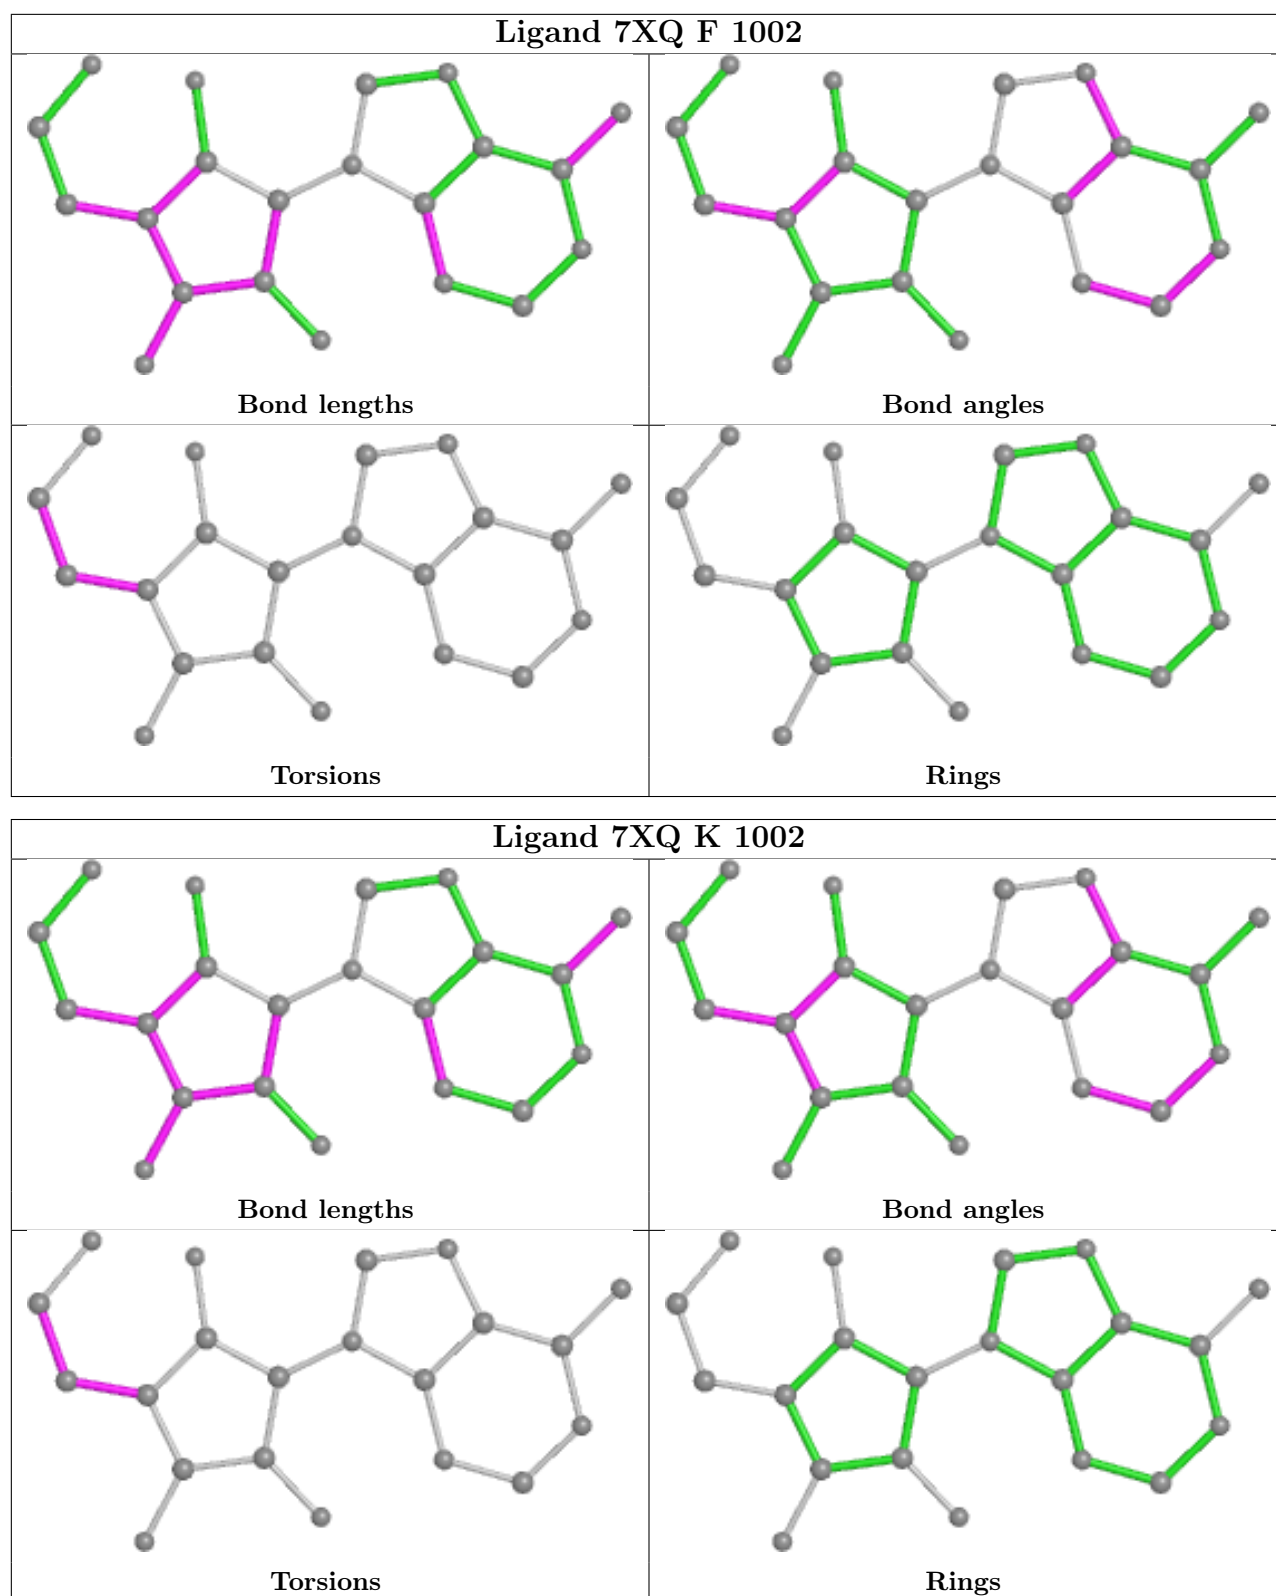 Ligand 7XQ F 1002
Bond lengths
Bond angles
Torsions
Rings
Ligand 7XQ K 1002
Bond lengths
Bond angles
Torsions
Rings